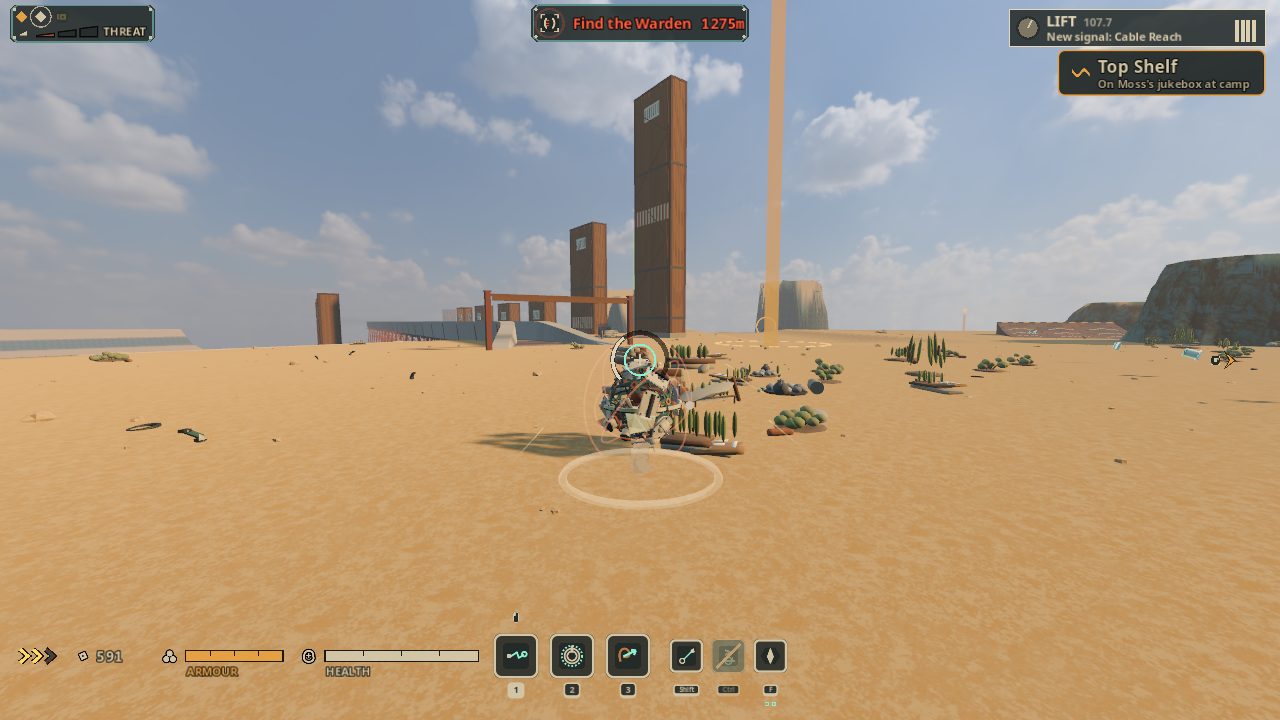 THREAT
Find the Warden 1275m
LIFT 107.7
New signal: Cable Reach
Top Shelf
On Moss's jukebox at camp
591
ARMOUR
HEALTH
1
2
3
Shift
Ctrl
F